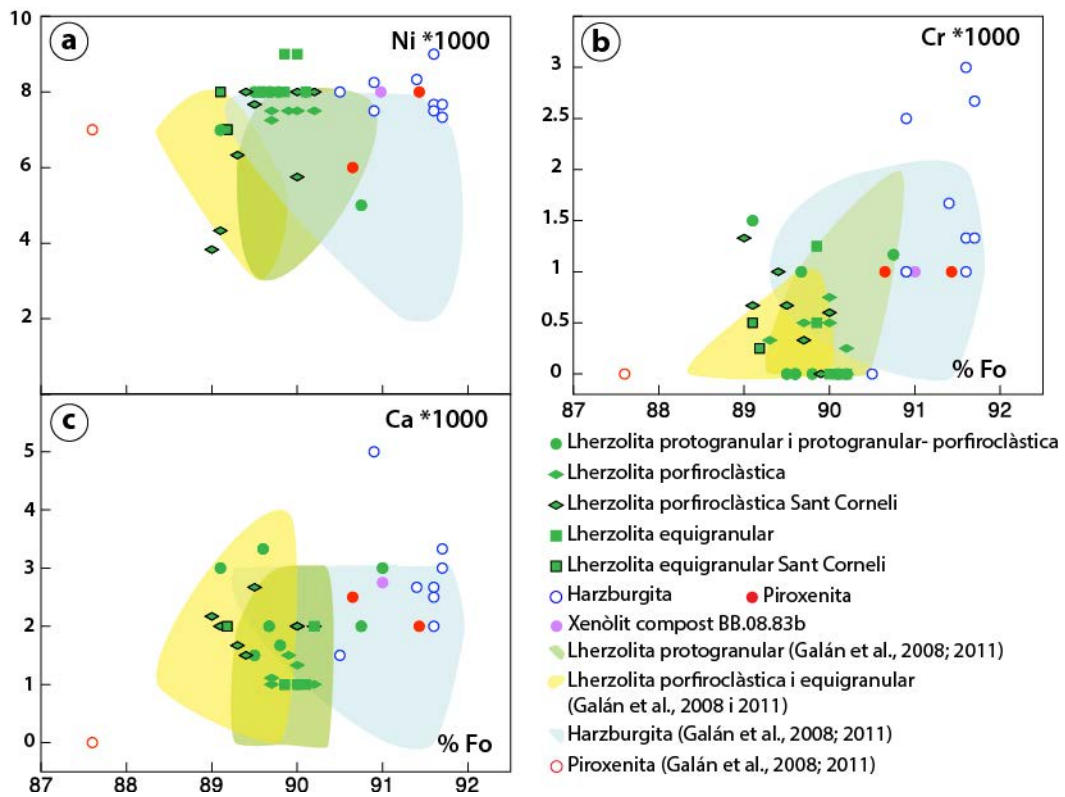 a
Ni *1000
10
8
6
4
2
b
Cr *1000
3
2.5
2
1.5
1
0.5
0
% Fo
87 88 89 90 91 92
c
Ca *1000
5
4
3
2
1
0
% Fo
87 88 89 90 91 92
Lherzolita protogranular i protogranular- porfiroclàstica
Lherzolita porfiroclàstica
Lherzolita porfiroclàstica Sant Corneli
Lherzolita equigranular
Lherzolita equigranular Sant Corneli
Harzburgita Piroxenita
Xenòlit compost BB.08.83b
Lherzolita protogranular (Galán et al., 2008; 2011)
Lherzolita porfiroclàstica i equigranular
(Galán et al., 2008 i 2011)
Harzburgita (Galán et al., 2008; 2011)
Piroxenita (Galán et al., 2008; 2011)